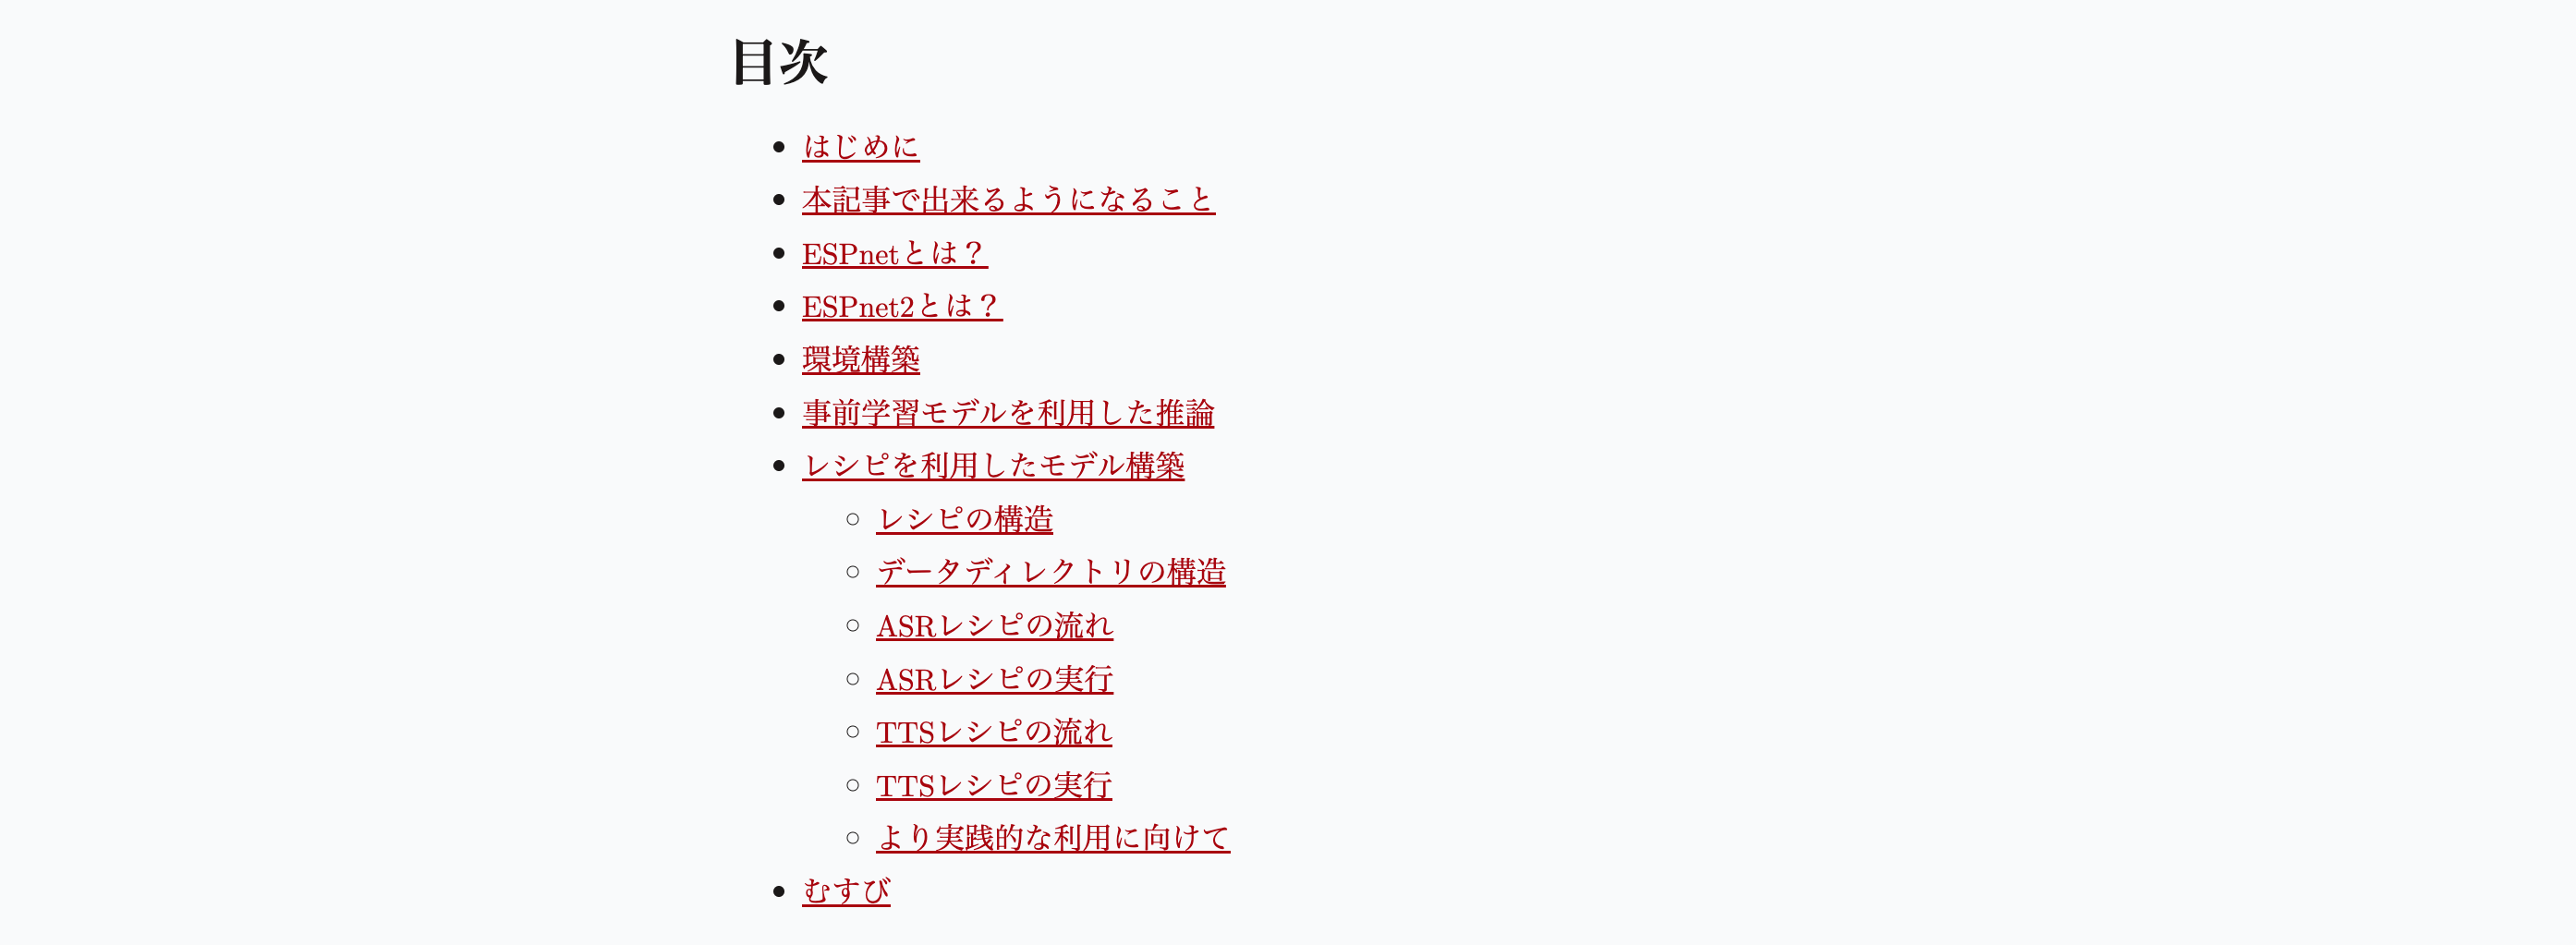 目次
はじめに
本記事で出来るようになること
ESPnetとは？
ESPnet2とは？
環境構築
事前学習モデルを利用した推論
レシピを利用したモデル構築
レシピの構造
データディレクトリの構造
ASRレシピの流れ
ASRレシピの実行
TTSレシピの流れ
TTSレシピの実行
より実践的な利用に向けて
むすび